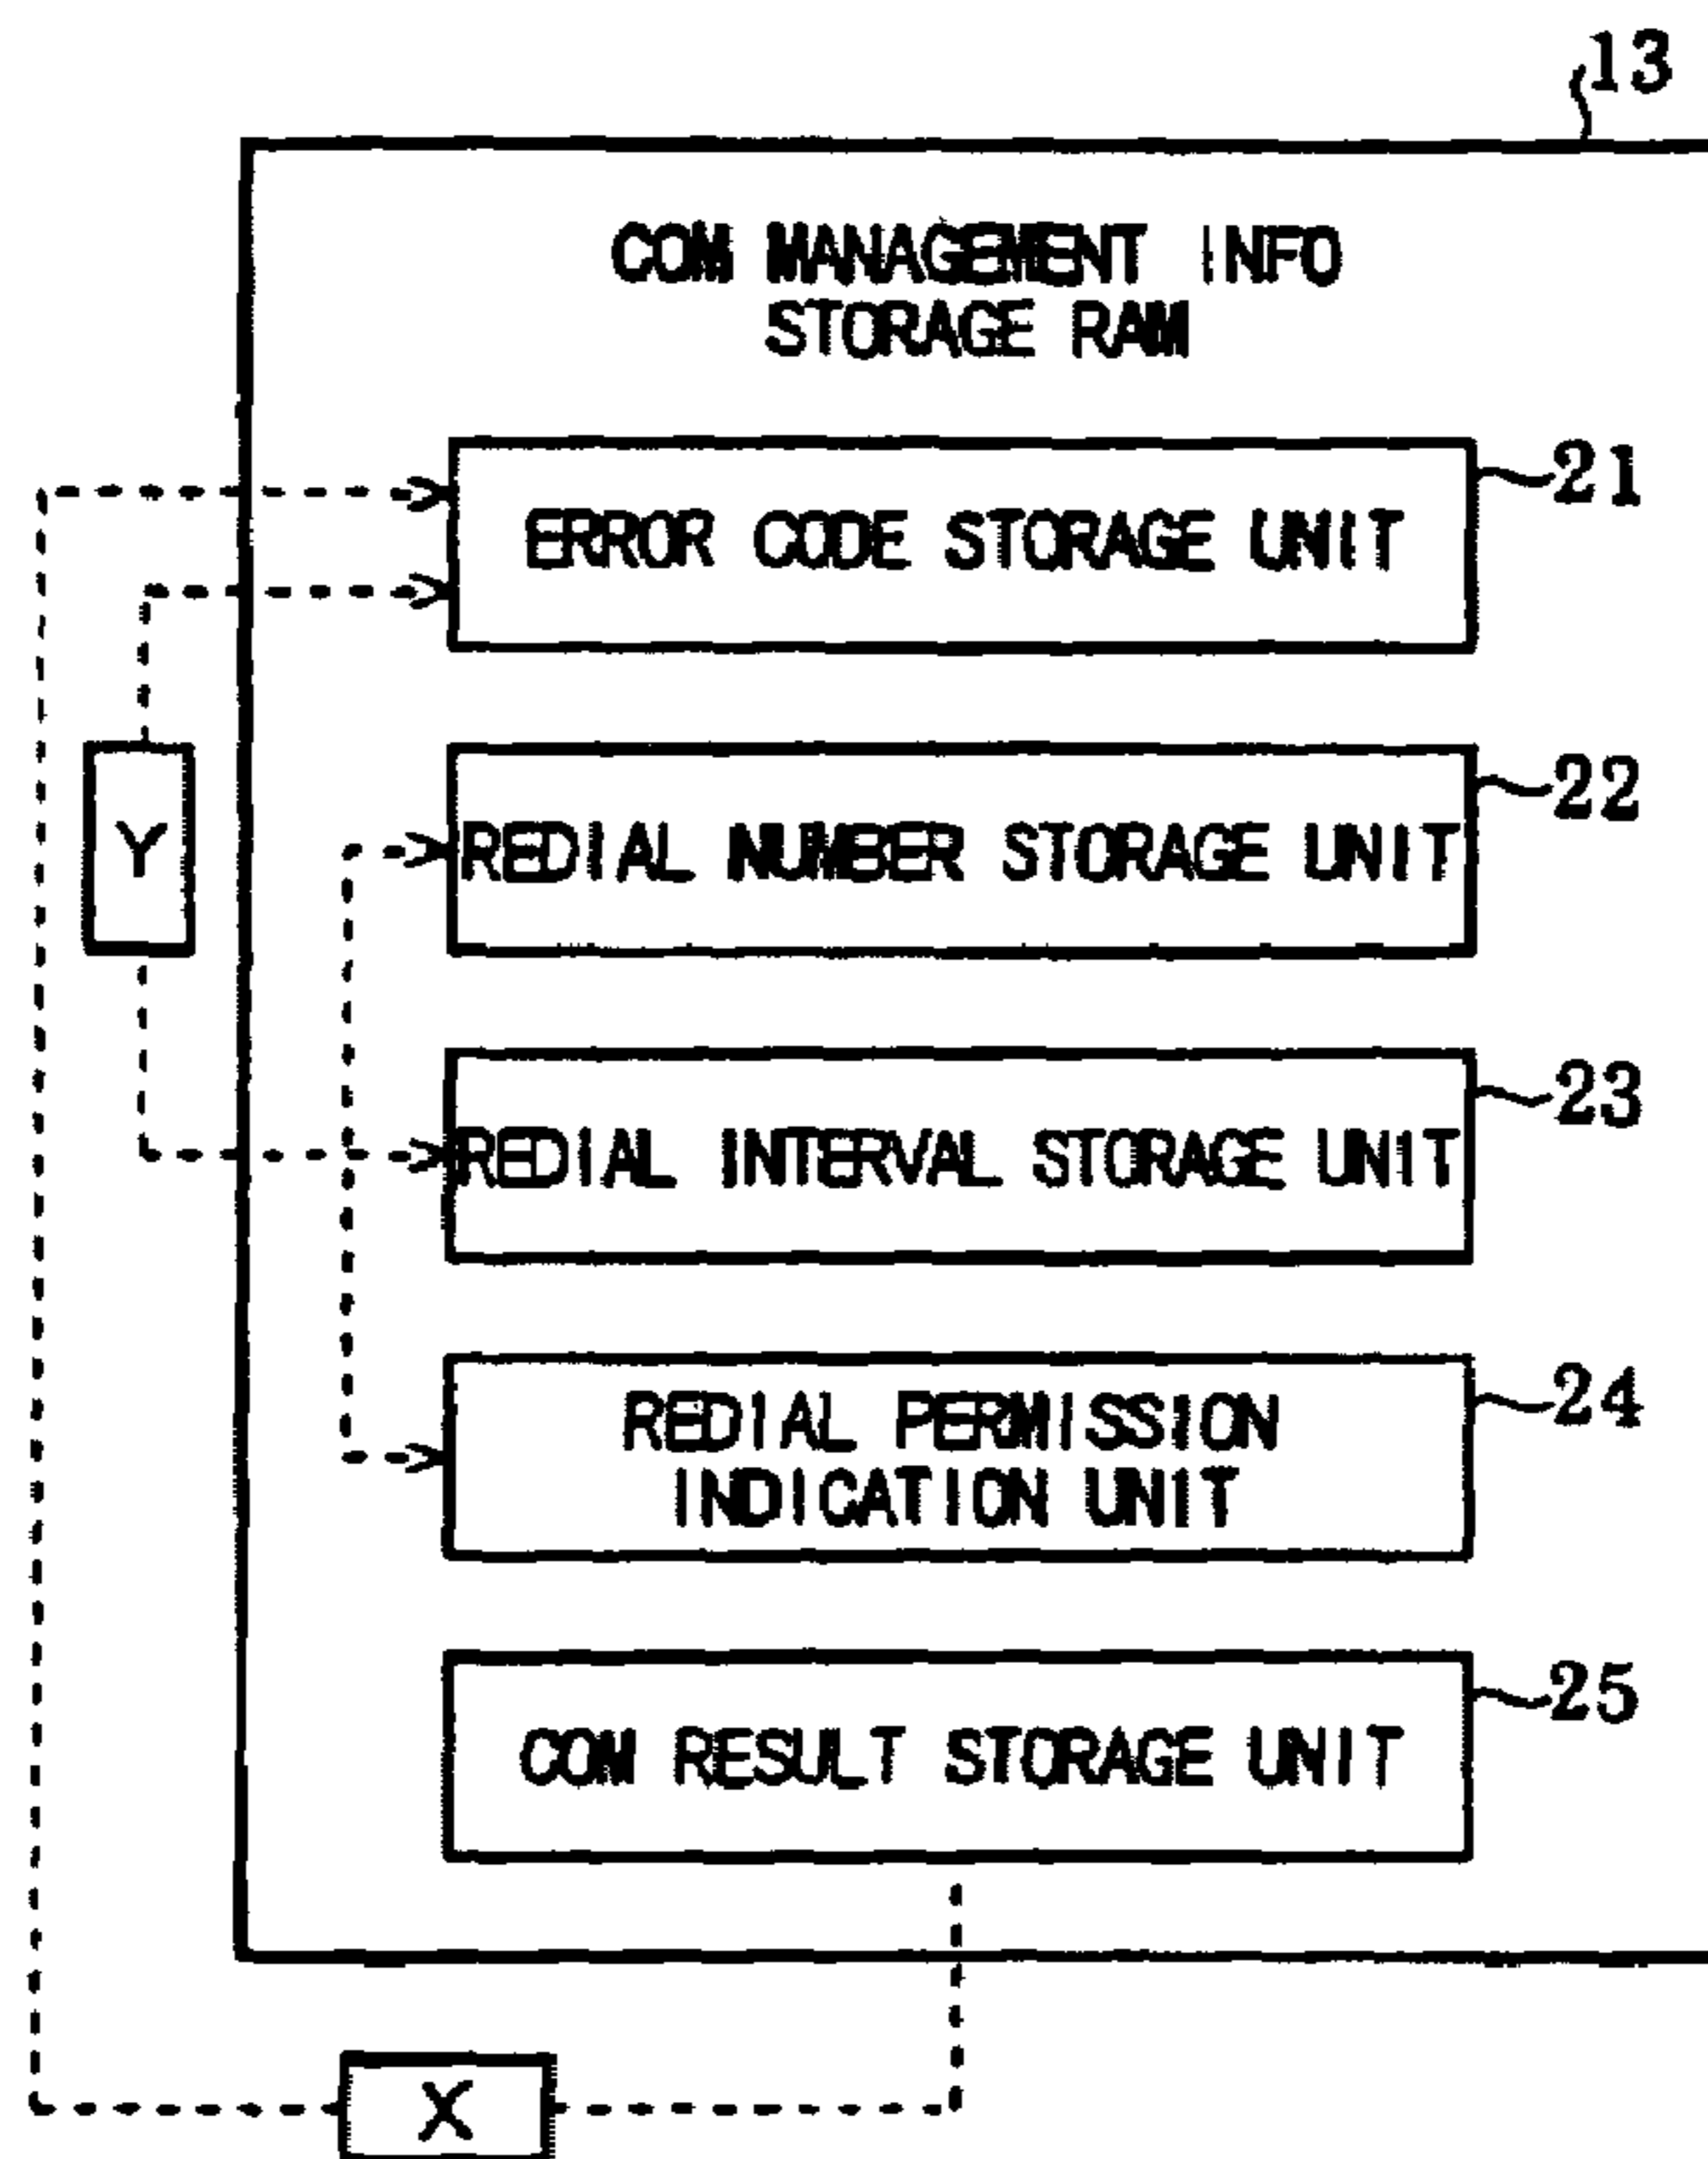 13
COM MANAGEMENT INFO
STORAGE RAM
21
ERROR CODE STORAGE UNIT
22
Y
REDIAL NUMBER STORAGE UNIT
23
REDIAL INTERVAL STORAGE UNIT
24
REDIAL PERMISSION
INDICATION UNIT
25
COM RESULT STORAGE UNIT
X